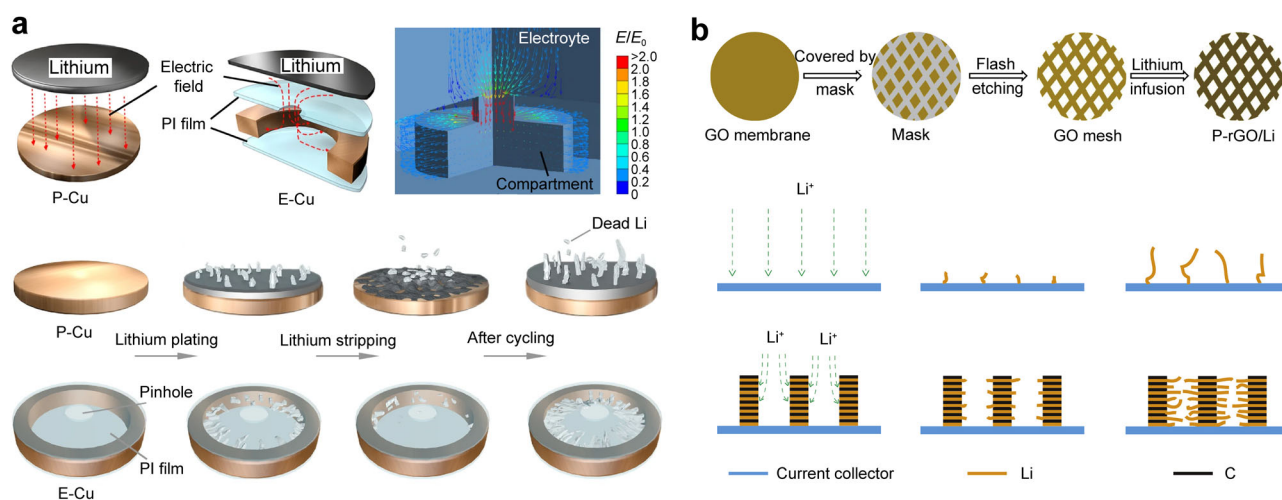 a
Lithium
Electric
field
PI film
P-Cu
Lithium
E-Cu
Electroyte
Compartment
E/E₀
>2.0
2.0
1.8
1.6
1.4
1.2
1.0
0.8
0.6
0.4
0.2
0
Dead Li
P-Cu
Lithium plating
Lithium stripping
After cycling
Pinhole
PI film
E-Cu
b
GO membrane
Covered by
mask
Mask
Flash
etching
GO mesh
Lithium
infusion
P-rGO/Li
Li⁺
Li⁺
Li⁺
Current collector
Li
C